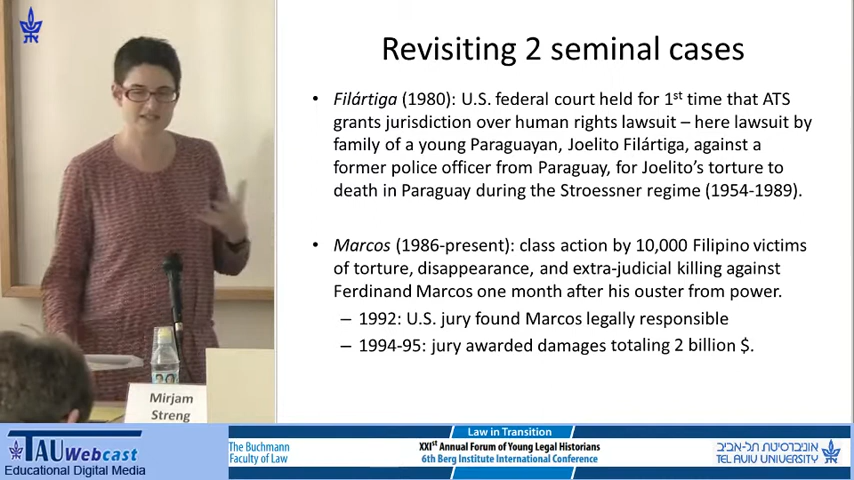 Revisiting 2 seminal cases
• Filártiga (1980): U.S. federal court held for 1st time that ATS
grants jurisdiction over human rights lawsuit – here lawsuit by
family of a young Paraguayan, Joelito Filártiga, against a
former police officer from Paraguay, for Joelito's torture to
death in Paraguay during the Stroessner regime (1954-1989).
• Marcos (1986-present): class action by 10,000 Filipino victims
of torture, disappearance, and extra-judicial killing against
Ferdinand Marcos one month after his ouster from power.
– 1992: U.S. jury found Marcos legally responsible
– 1994-95: jury awarded damages totaling 2 billion $.
Mirjam
Streng
TAU Webcast
Educational Digital Media
The Buchmann
Faculty of Law
Law in Transition
XXIst Annual Forum of Young Legal Historians
6th Berg Institute International Conference
אוניברסיטת תל-אביב
TEL AVIV UNIVERSITY